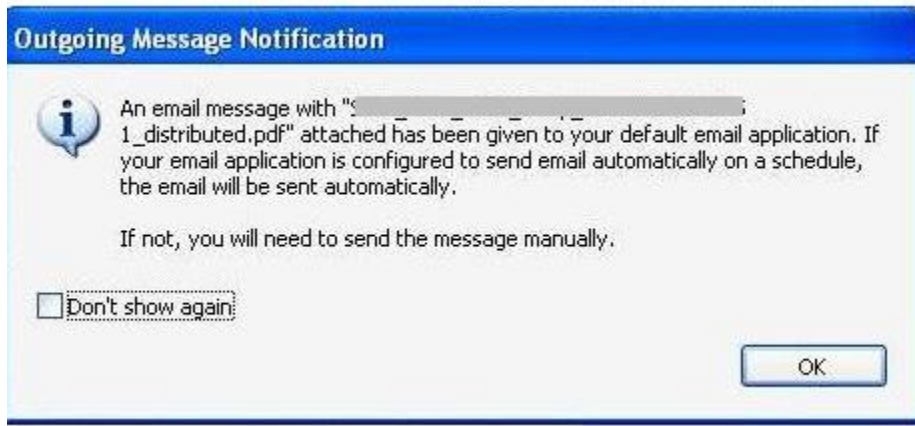 Outgoing Message Notification
An email message with "
1_distributed.pdf" attached has been given to your default email application. If
your email application is configured to send email automatically on a schedule,
the email will be sent automatically.
If not, you will need to send the message manually.
Don't show again
OK